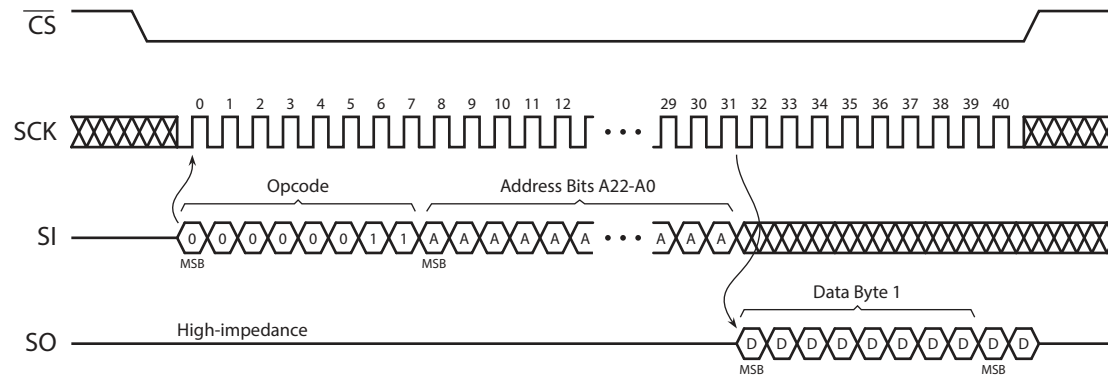 CS
0 1 2 3 4 5 6 7 8 9 10 11 12 29 30 31 32 33 34 35 36 37 38 39 40
SCK
Opcode Address Bits A22-A0
SI 0 0 0 0 0 0 1 1 A A A A A A A A A
MSB MSB
Data Byte 1
High-impedance
SO D D D D D D D D D D
MSB MSB